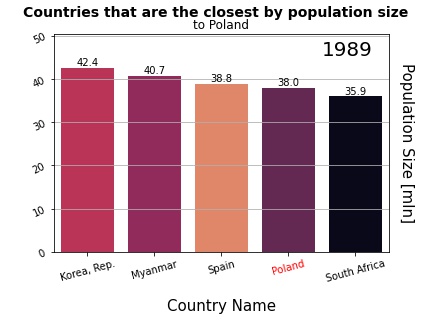 Countries that are the closest by population size
to Poland
1989
50
40
30
20
10
0
42.4
40.7
38.8
38.0
35.9
Korea, Rep.
Myanmar
Spain
Poland
South Africa
Country Name
Population Size [mln]